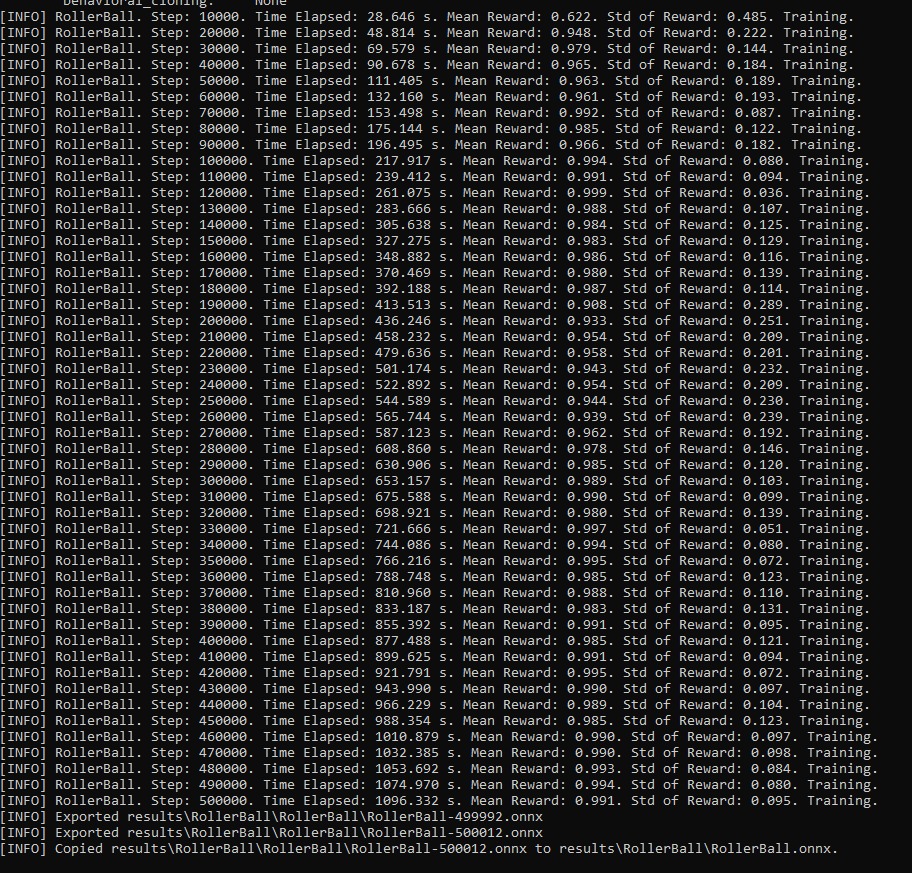 behavioral_cloning: None
[INFO] RollerBall. Step: 10000. Time Elapsed: 28.646 s. Mean Reward: 0.622. Std of Reward: 0.485. Training.
[INFO] RollerBall. Step: 20000. Time Elapsed: 48.814 s. Mean Reward: 0.948. Std of Reward: 0.222. Training.
[INFO] RollerBall. Step: 30000. Time Elapsed: 69.579 s. Mean Reward: 0.979. Std of Reward: 0.144. Training.
[INFO] RollerBall. Step: 40000. Time Elapsed: 90.678 s. Mean Reward: 0.965. Std of Reward: 0.184. Training.
[INFO] RollerBall. Step: 50000. Time Elapsed: 111.405 s. Mean Reward: 0.963. Std of Reward: 0.189. Training.
[INFO] RollerBall. Step: 60000. Time Elapsed: 132.160 s. Mean Reward: 0.961. Std of Reward: 0.193. Training.
[INFO] RollerBall. Step: 70000. Time Elapsed: 153.498 s. Mean Reward: 0.992. Std of Reward: 0.087. Training.
[INFO] RollerBall. Step: 80000. Time Elapsed: 175.144 s. Mean Reward: 0.985. Std of Reward: 0.122. Training.
[INFO] RollerBall. Step: 90000. Time Elapsed: 196.495 s. Mean Reward: 0.966. Std of Reward: 0.182. Training.
[INFO] RollerBall. Step: 100000. Time Elapsed: 217.917 s. Mean Reward: 0.994. Std of Reward: 0.080. Training.
[INFO] RollerBall. Step: 110000. Time Elapsed: 239.412 s. Mean Reward: 0.991. Std of Reward: 0.094. Training.
[INFO] RollerBall. Step: 120000. Time Elapsed: 261.075 s. Mean Reward: 0.999. Std of Reward: 0.036. Training.
[INFO] RollerBall. Step: 130000. Time Elapsed: 283.666 s. Mean Reward: 0.988. Std of Reward: 0.107. Training.
[INFO] RollerBall. Step: 140000. Time Elapsed: 305.638 s. Mean Reward: 0.984. Std of Reward: 0.125. Training.
[INFO] RollerBall. Step: 150000. Time Elapsed: 327.275 s. Mean Reward: 0.983. Std of Reward: 0.129. Training.
[INFO] RollerBall. Step: 160000. Time Elapsed: 348.882 s. Mean Reward: 0.986. Std of Reward: 0.116. Training.
[INFO] RollerBall. Step: 170000. Time Elapsed: 370.469 s. Mean Reward: 0.980. Std of Reward: 0.139. Training.
[INFO] RollerBall. Step: 180000. Time Elapsed: 392.188 s. Mean Reward: 0.987. Std of Reward: 0.114. Training.
[INFO] RollerBall. Step: 190000. Time Elapsed: 413.513 s. Mean Reward: 0.908. Std of Reward: 0.289. Training.
[INFO] RollerBall. Step: 200000. Time Elapsed: 436.246 s. Mean Reward: 0.933. Std of Reward: 0.251. Training.
[INFO] RollerBall. Step: 210000. Time Elapsed: 458.232 s. Mean Reward: 0.954. Std of Reward: 0.209. Training.
[INFO] RollerBall. Step: 220000. Time Elapsed: 479.636 s. Mean Reward: 0.958. Std of Reward: 0.201. Training.
[INFO] RollerBall. Step: 230000. Time Elapsed: 501.174 s. Mean Reward: 0.943. Std of Reward: 0.232. Training.
[INFO] RollerBall. Step: 240000. Time Elapsed: 522.892 s. Mean Reward: 0.954. Std of Reward: 0.209. Training.
[INFO] RollerBall. Step: 250000. Time Elapsed: 544.589 s. Mean Reward: 0.944. Std of Reward: 0.230. Training.
[INFO] RollerBall. Step: 260000. Time Elapsed: 565.744 s. Mean Reward: 0.939. Std of Reward: 0.239. Training.
[INFO] RollerBall. Step: 270000. Time Elapsed: 587.123 s. Mean Reward: 0.962. Std of Reward: 0.192. Training.
[INFO] RollerBall. Step: 280000. Time Elapsed: 608.860 s. Mean Reward: 0.978. Std of Reward: 0.146. Training.
[INFO] RollerBall. Step: 290000. Time Elapsed: 630.906 s. Mean Reward: 0.985. Std of Reward: 0.120. Training.
[INFO] RollerBall. Step: 300000. Time Elapsed: 653.157 s. Mean Reward: 0.989. Std of Reward: 0.103. Training.
[INFO] RollerBall. Step: 310000. Time Elapsed: 675.588 s. Mean Reward: 0.990. Std of Reward: 0.099. Training.
[INFO] RollerBall. Step: 320000. Time Elapsed: 698.921 s. Mean Reward: 0.980. Std of Reward: 0.139. Training.
[INFO] RollerBall. Step: 330000. Time Elapsed: 721.666 s. Mean Reward: 0.997. Std of Reward: 0.051. Training.
[INFO] RollerBall. Step: 340000. Time Elapsed: 744.086 s. Mean Reward: 0.994. Std of Reward: 0.080. Training.
[INFO] RollerBall. Step: 350000. Time Elapsed: 766.216 s. Mean Reward: 0.995. Std of Reward: 0.072. Training.
[INFO] RollerBall. Step: 360000. Time Elapsed: 788.748 s. Mean Reward: 0.985. Std of Reward: 0.123. Training.
[INFO] RollerBall. Step: 370000. Time Elapsed: 810.960 s. Mean Reward: 0.988. Std of Reward: 0.110. Training.
[INFO] RollerBall. Step: 380000. Time Elapsed: 833.187 s. Mean Reward: 0.983. Std of Reward: 0.131. Training.
[INFO] RollerBall. Step: 390000. Time Elapsed: 855.392 s. Mean Reward: 0.991. Std of Reward: 0.095. Training.
[INFO] RollerBall. Step: 400000. Time Elapsed: 877.488 s. Mean Reward: 0.985. Std of Reward: 0.121. Training.
[INFO] RollerBall. Step: 410000. Time Elapsed: 899.625 s. Mean Reward: 0.991. Std of Reward: 0.094. Training.
[INFO] RollerBall. Step: 420000. Time Elapsed: 921.791 s. Mean Reward: 0.995. Std of Reward: 0.072. Training.
[INFO] RollerBall. Step: 430000. Time Elapsed: 943.990 s. Mean Reward: 0.990. Std of Reward: 0.097. Training.
[INFO] RollerBall. Step: 440000. Time Elapsed: 966.229 s. Mean Reward: 0.989. Std of Reward: 0.104. Training.
[INFO] RollerBall. Step: 450000. Time Elapsed: 988.354 s. Mean Reward: 0.985. Std of Reward: 0.123. Training.
[INFO] RollerBall. Step: 460000. Time Elapsed: 1010.879 s. Mean Reward: 0.990. Std of Reward: 0.097. Training.
[INFO] RollerBall. Step: 470000. Time Elapsed: 1032.385 s. Mean Reward: 0.990. Std of Reward: 0.098. Training.
[INFO] RollerBall. Step: 480000. Time Elapsed: 1053.692 s. Mean Reward: 0.993. Std of Reward: 0.084. Training.
[INFO] RollerBall. Step: 490000. Time Elapsed: 1074.970 s. Mean Reward: 0.994. Std of Reward: 0.080. Training.
[INFO] RollerBall. Step: 500000. Time Elapsed: 1096.332 s. Mean Reward: 0.991. Std of Reward: 0.095. Training.
[INFO] Exported results\RollerBall\RollerBall\RollerBall-499992.onnx
[INFO] Exported results\RollerBall\RollerBall\RollerBall-500012.onnx
[INFO] Copied results\RollerBall\RollerBall\RollerBall-500012.onnx to results\RollerBall\RollerBall.onnx.